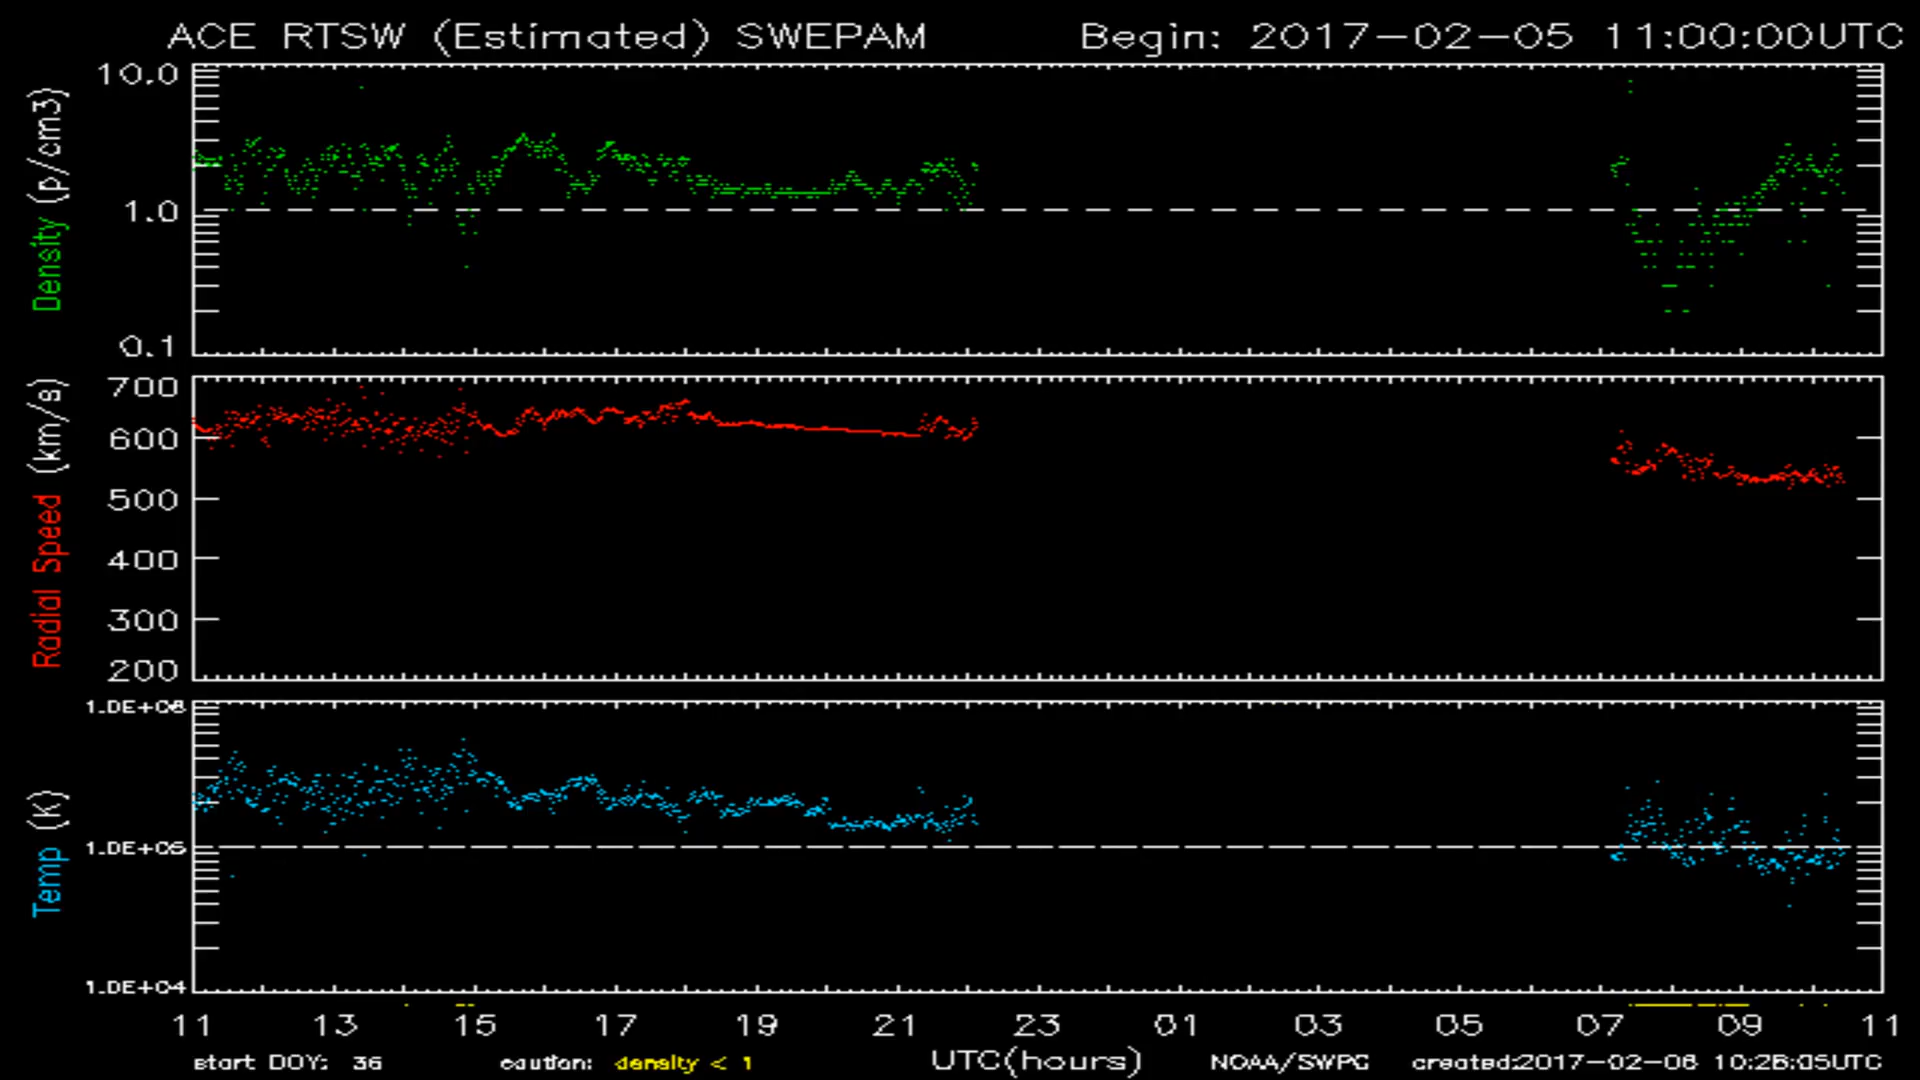 ACE RTSW (Estimated) SWEPAM Begin: 2017-02-05 11:00:00UTC
Density (p/cm3)
10.0
1.0
0.1
Radial Speed (km/s)
700
600
500
400
300
200
Temp (K)
1.0E+06
1.0E+05
1.0E+04
11 13 15 17 19 21 23 01 03 05 07 09 11
start DOY: 36 caution: density < 1 UTC(hours) NOAA/SWPC created:2017-02-06 10:26:05UTC